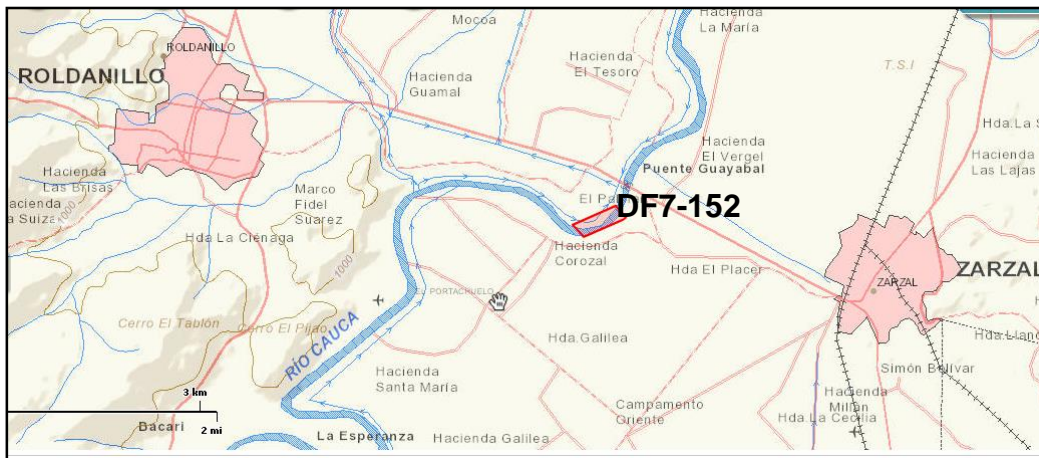 Mocoa
Hacienda
La María
ROLDANILLO
ROLDANILLO
T.S.I
Hacienda
Guamal
Hacienda
El Tesoro
Hda.La S
Hacienda
El Vergel
Puente Guayabal
Hacienda
Las Lajas
Hacienda
Las Brisas
acienda
a Suiza
1000
Marco
Fidel
Suarez
El Pa
DF7-152
Hda La Ciénaga
1000
Hacienda
Corozal
Hda El Placer
ZARZAL
ZARZAL
EL PORTACHUELO
Cerro El Tablón
Cerro El Pijao
RÍO CAUCA
Hda.Galilea
Hda.Llano
Hacienda
Santa María
Simón Bolívar
3 km
2 mi
Campamento
Oriente
Hacienda
Millán
Hda La Cecilia
Bacari
La Esperanza
Hacienda Galilea